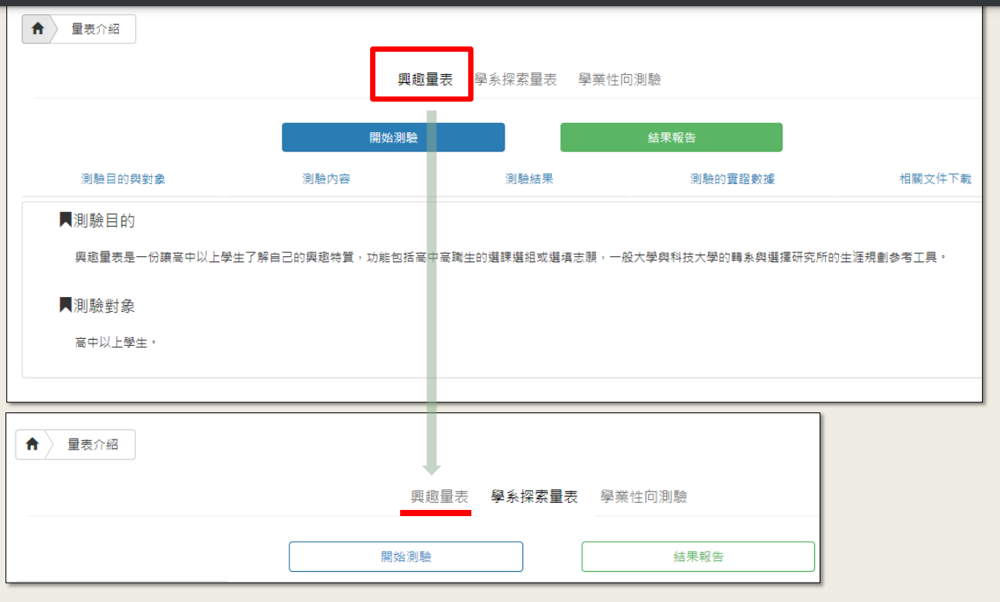 量表介紹
興趣量表 學系探索量表 學業性向測驗
開始測驗 結果報告
測驗目的與對象 測驗內容 測驗結果 測驗的實證數據 相關文件下載
測驗目的
興趣量表是一份讓高中以上學生了解自己的興趣特質，功能包括高中高職生的選課選組或選填志願，一般大學與科技大學的轉系與選擇研究所的生涯規劃參考工具。
測驗對象
高中以上學生。
量表介紹
興趣量表 學系探索量表 學業性向測驗
開始測驗 結果報告